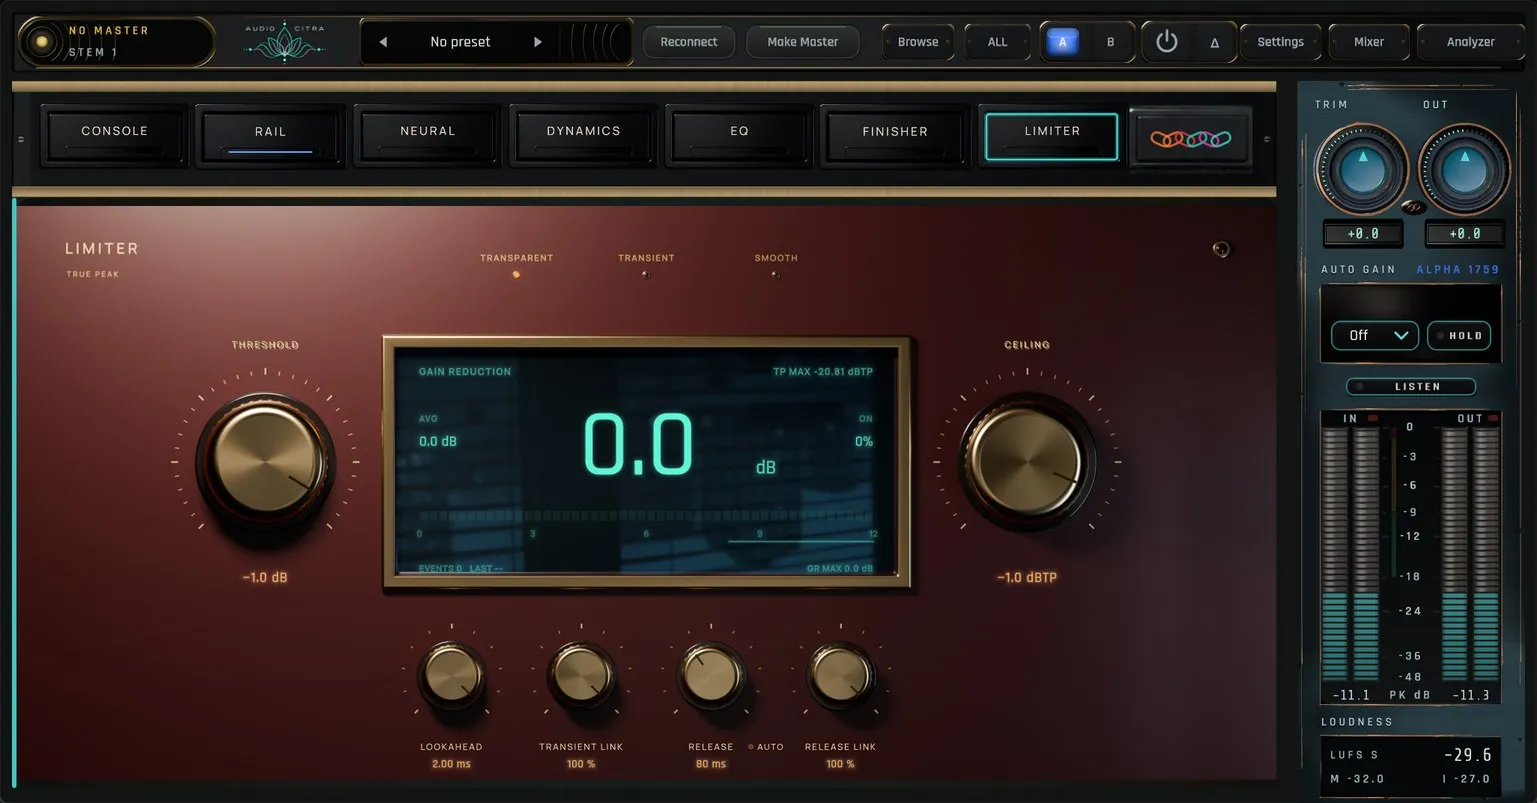 NO MASTER
STEM 1
AUDIO CITRA
No preset
Reconnect
Make Master
Browse
ALL
A
B
Δ
Settings
Mixer
Analyzer
CONSOLE
RAIL
NEURAL
DYNAMICS
EQ
FINISHER
LIMITER
TRIM
OUT
+0.0
+0.0
AUTO GAIN
ALPHA 1759
Off
HOLD
LISTEN
LIMITER
TRUE PEAK
TRANSPARENT
TRANSIENT
SMOOTH
THRESHOLD
-1.0 dB
GAIN REDUCTION
TP MAX -20.81 dBTP
AVG
0.0 dB
0.0 dB
ON
0%
0 3 6 9 12
EVENTS 0 LAST --
GR MAX 0.0 dB
CEILING
-1.0 dBTP
LOOKAHEAD
2.00 ms
TRANSIENT LINK
100 %
RELEASE
AUTO
80 ms
RELEASE LINK
100 %
IN
OUT
0
-3
-6
-9
-12
-18
-24
-36
-48
-11.1 PK dB -11.3
LOUDNESS
LUFS S -29.6
M -32.0 I -27.0